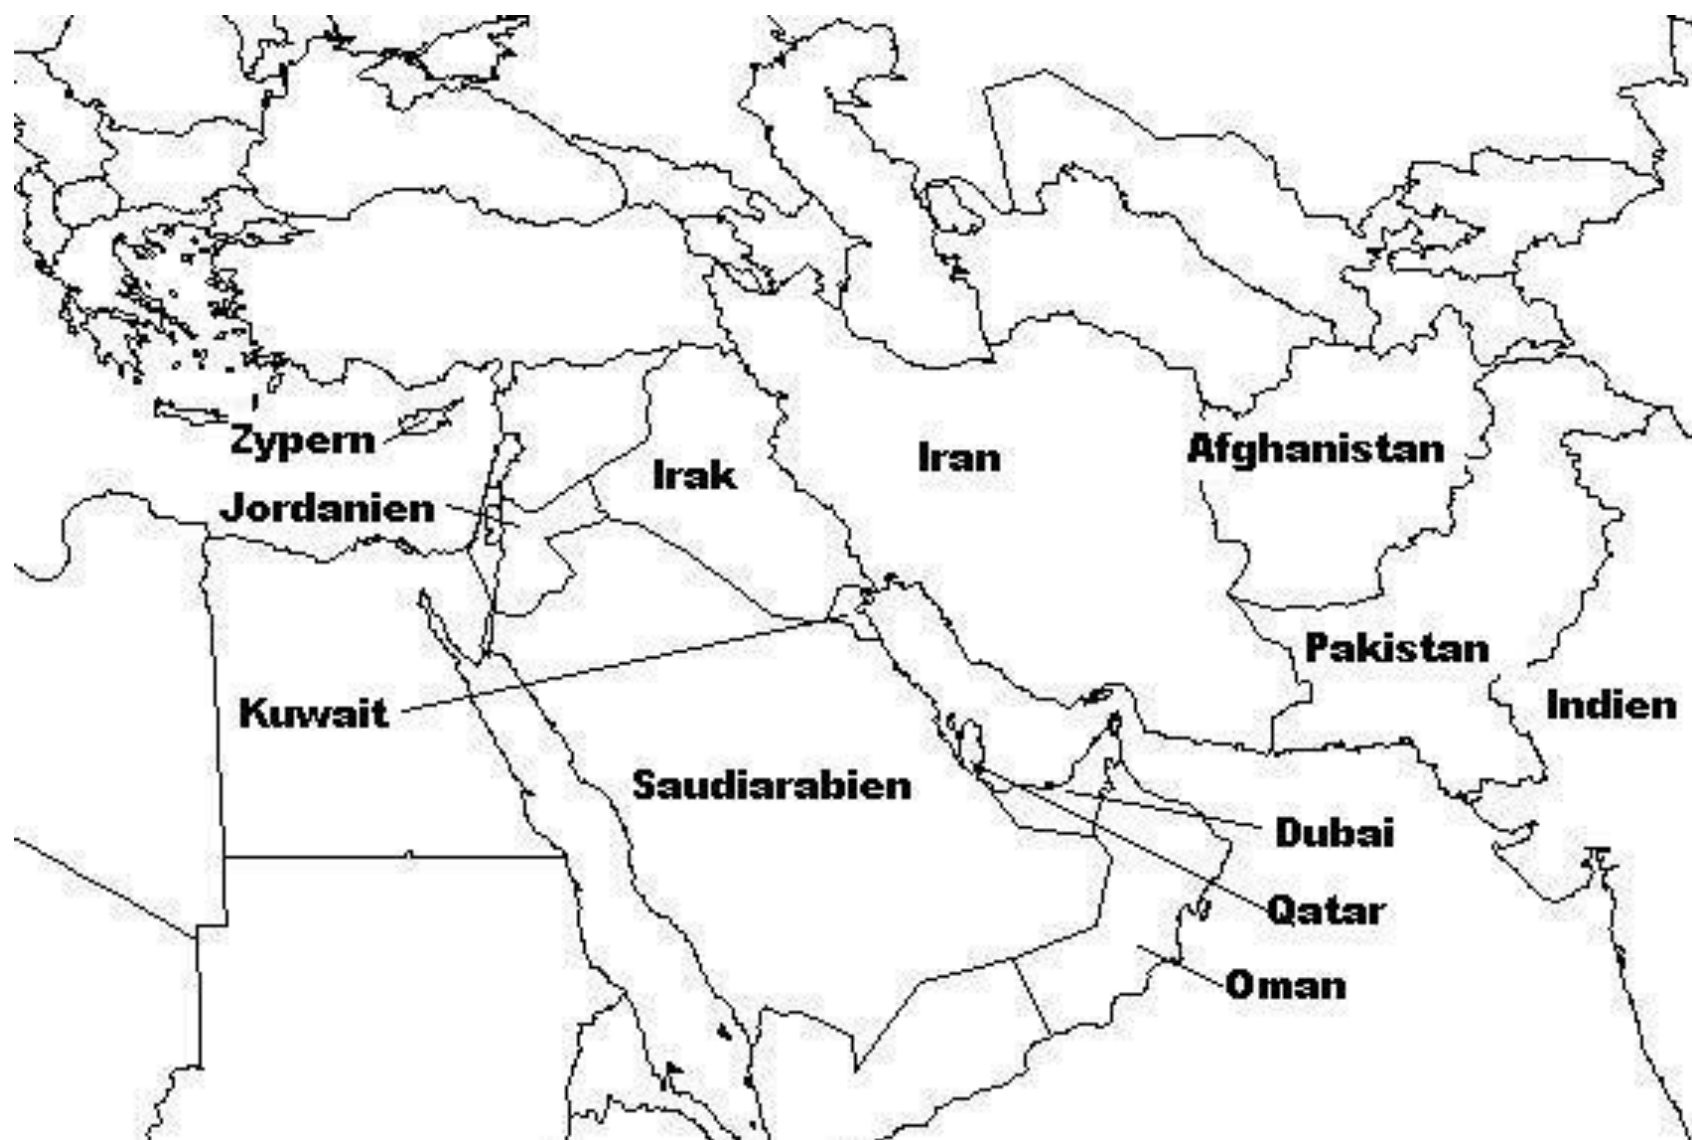 Zypern
Irak
Iran
Afghanistan
Jordanien
Pakistan
Kuwait
Indien
Saudiarabien
Dubai
Qatar
Oman